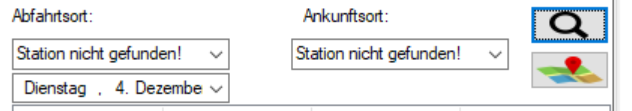 Abfahrtsort: Ankunftsort:
Station nicht gefunden! Station nicht gefunden!
Dienstag , 4. Dezembe